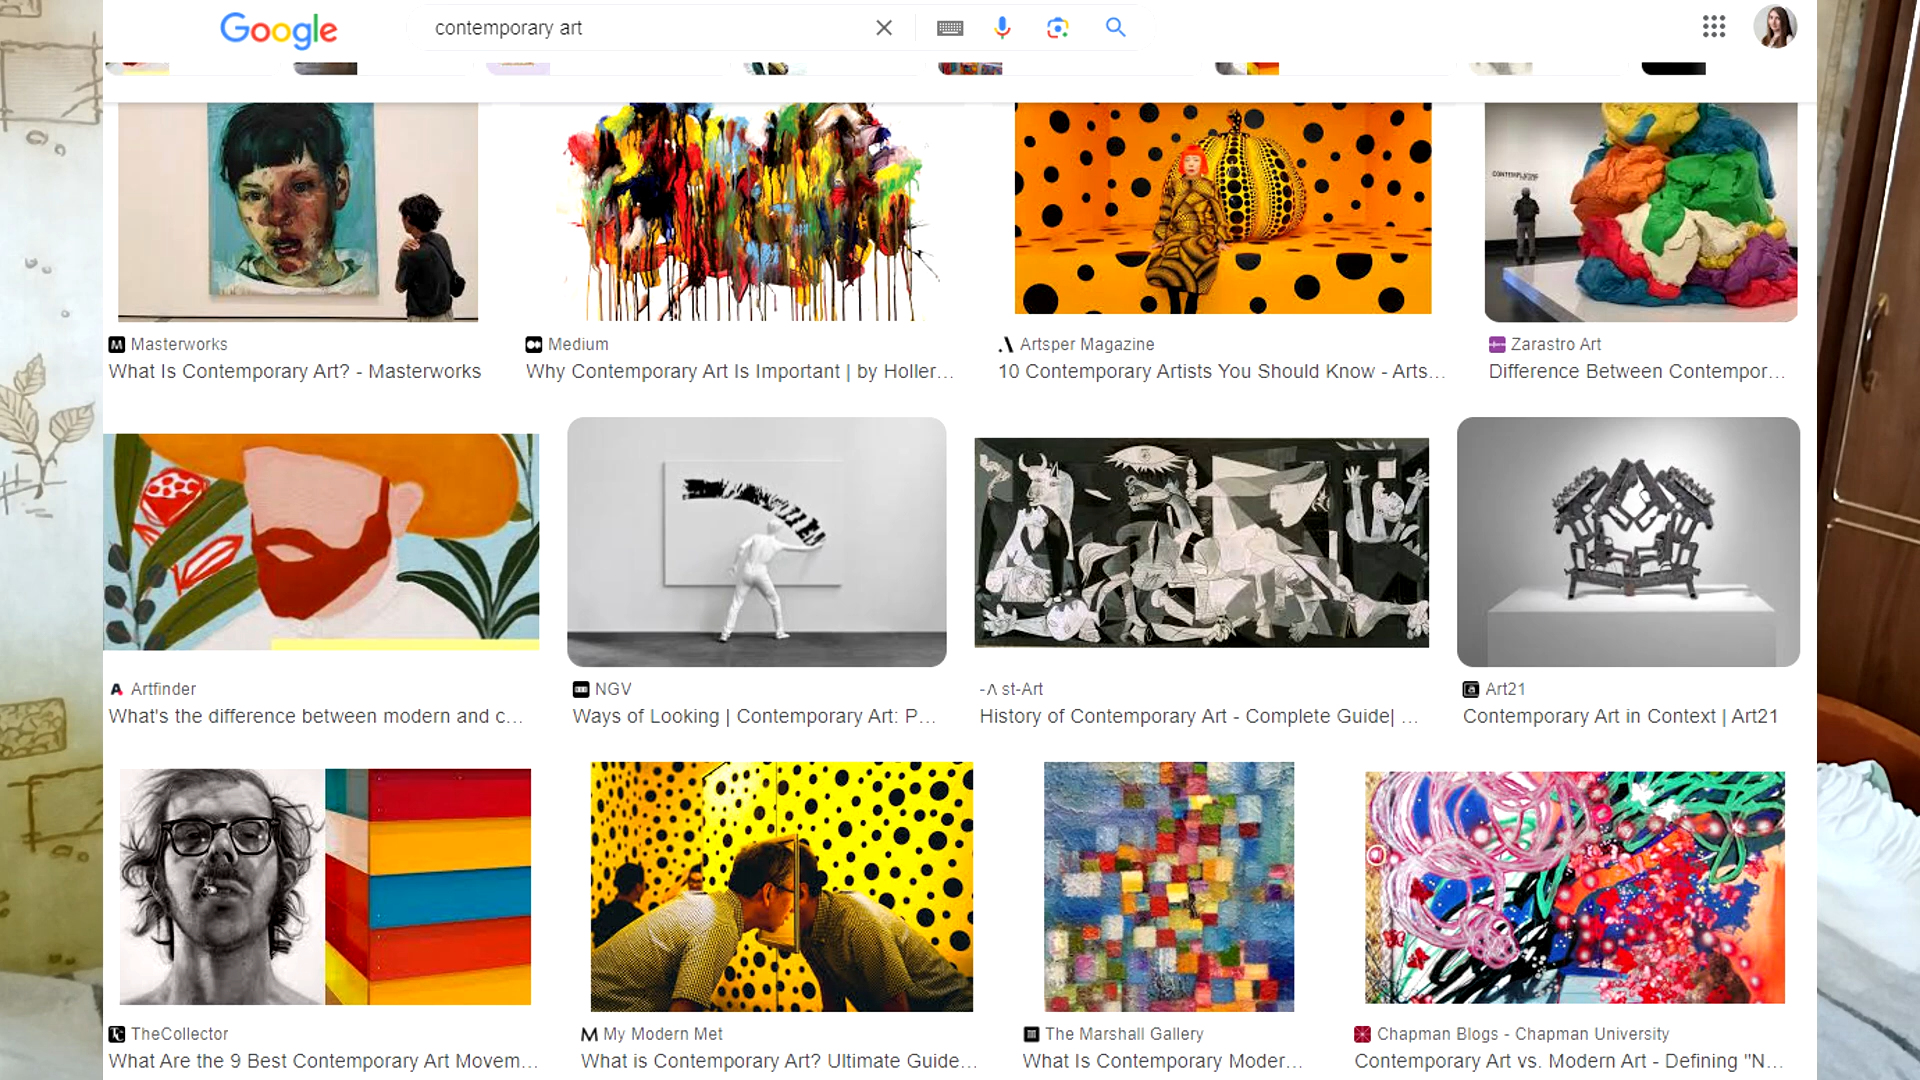 Google
contemporary art
CONTEMPLATING
Masterworks
What Is Contemporary Art? - Masterworks
Medium
Why Contemporary Art Is Important | by Holler...
Artsper Magazine
10 Contemporary Artists You Should Know - Arts...
Zarastro Art
Difference Between Contempor...
Artfinder
What's the difference between modern and c...
NGV
Ways of Looking | Contemporary Art: P...
st-Art
History of Contemporary Art - Complete Guide| ...
Art21
Contemporary Art in Context | Art21
TheCollector
What Are the 9 Best Contemporary Art Movem...
My Modern Met
What is Contemporary Art? Ultimate Guide...
The Marshall Gallery
What Is Contemporary Moder...
Chapman Blogs - Chapman University
Contemporary Art vs. Modern Art - Defining "N...